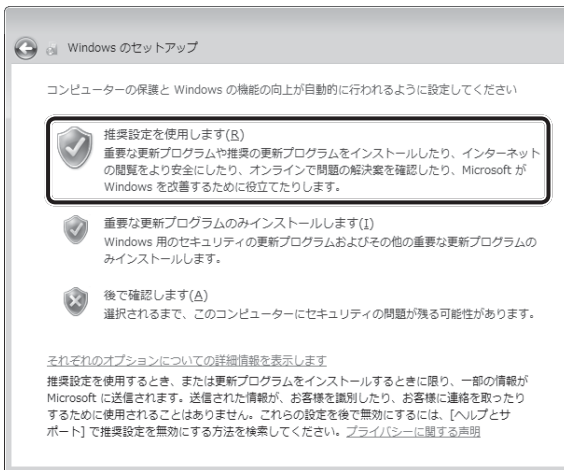 Windows のセットアップ
コンピューターの保護と Windows の機能の向上が自動的に行われるように設定してください
推奨設定を使用します(R)
重要な更新プログラムや推奨の更新プログラムをインストールしたり、インターネット
の閲覧をより安全にしたり、オンラインで問題の解決案を確認したり、Microsoft が
Windows を改善するために役立てたりします。
重要な更新プログラムのみインストールします(I)
Windows 用のセキュリティの更新プログラムおよびその他の重要な更新プログラムの
みインストールします。
後で確認します(A)
選択されるまで、このコンピューターにセキュリティの問題が残る可能性があります。
それぞれのオプションについての詳細情報を表示します
推奨設定を使用するとき、または更新プログラムをインストールするときに限り、一部の情報が
Microsoft に送信されます。送信された情報が、お客様を識別したり、お客様に連絡を取ったり
するために使用されることはありません。これらの設定を後で無効にするには、[ヘルプとサ
ポート] で推奨設定を無効にする方法を検索してください。プライバシーに関する声明